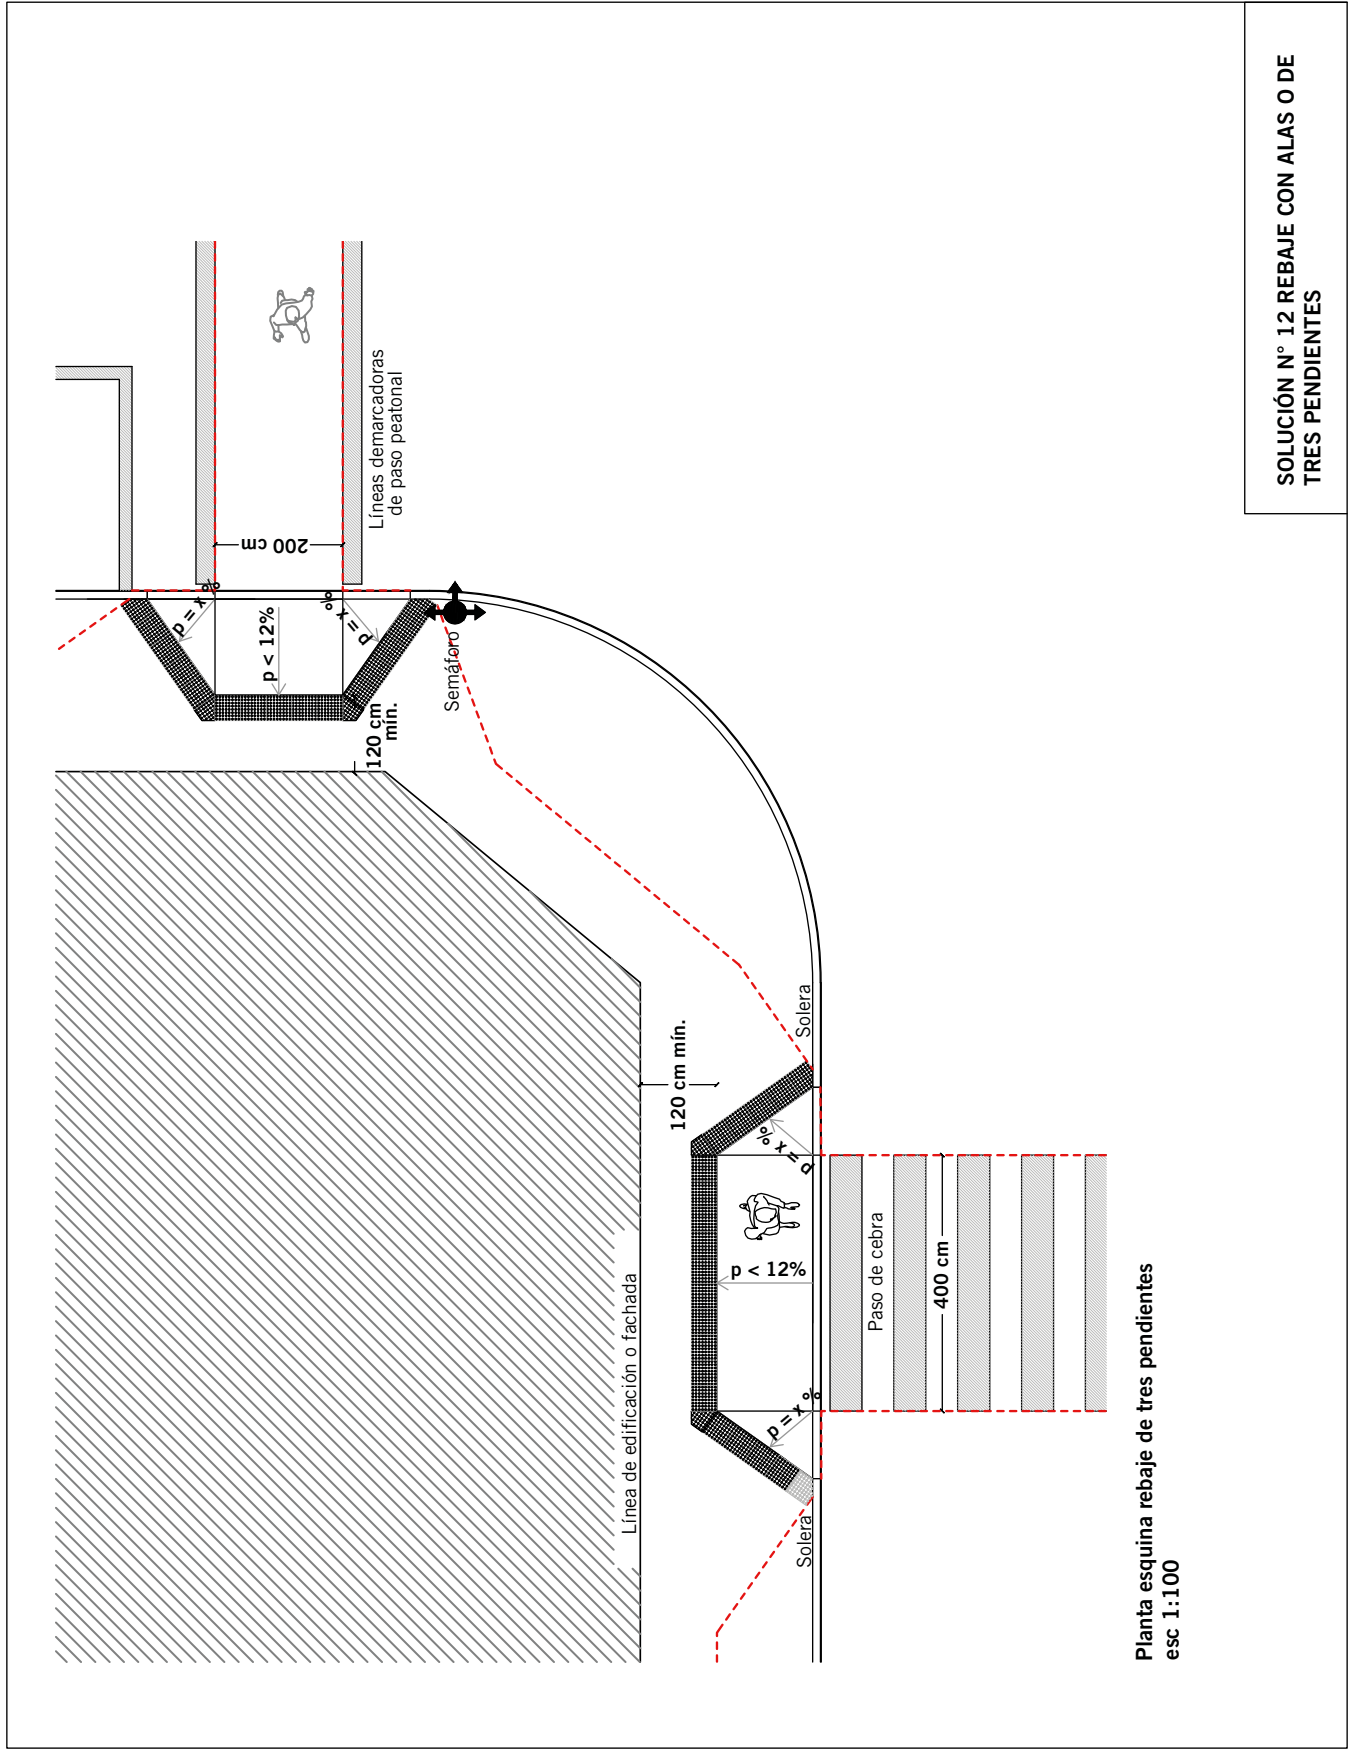 Líneas demarcadoras
de paso peatonal
200 cm
p = x %
p < 12%
p = x %
120 cm
mín.
Semáforo
Solera
120 cm mín.
p = x %
p < 12%
p = x %
Paso de cebra
400 cm
Línea de edificación o fachada
Solera
Planta esquina rebaje de tres pendientes
esc 1:100
SOLUCIÓN N° 12 REBAJE CON ALAS O DE
TRES PENDIENTES